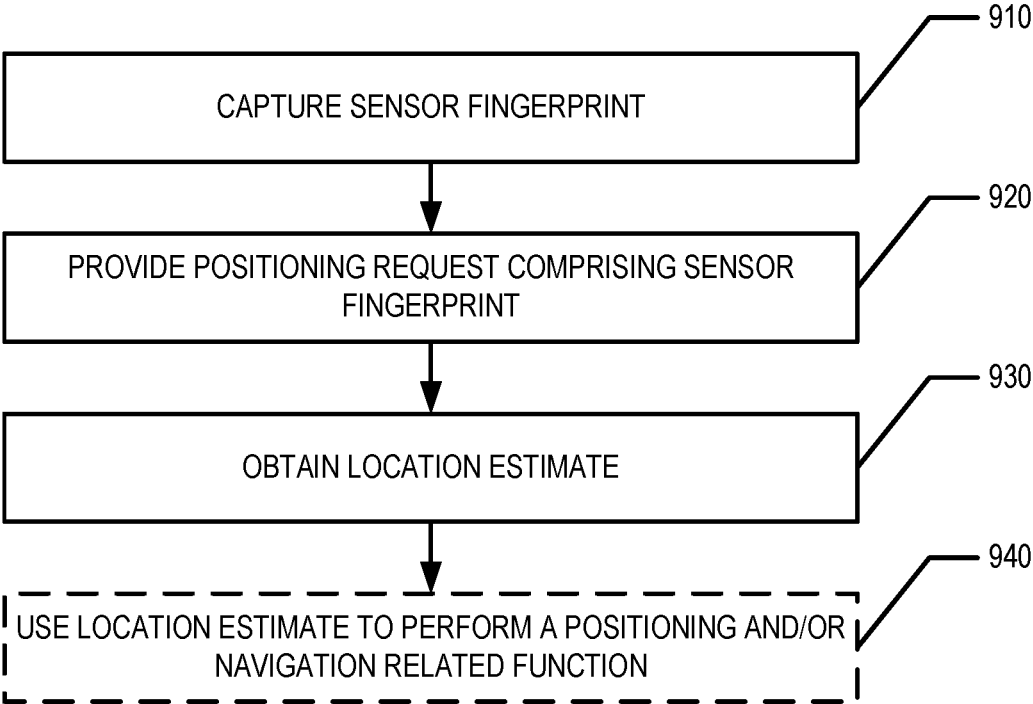 910
CAPTURE SENSOR FINGERPRINT
920
PROVIDE POSITIONING REQUEST COMPRISING SENSOR
FINGERPRINT
930
OBTAIN LOCATION ESTIMATE
940
USE LOCATION ESTIMATE TO PERFORM A POSITIONING AND/OR
NAVIGATION RELATED FUNCTION